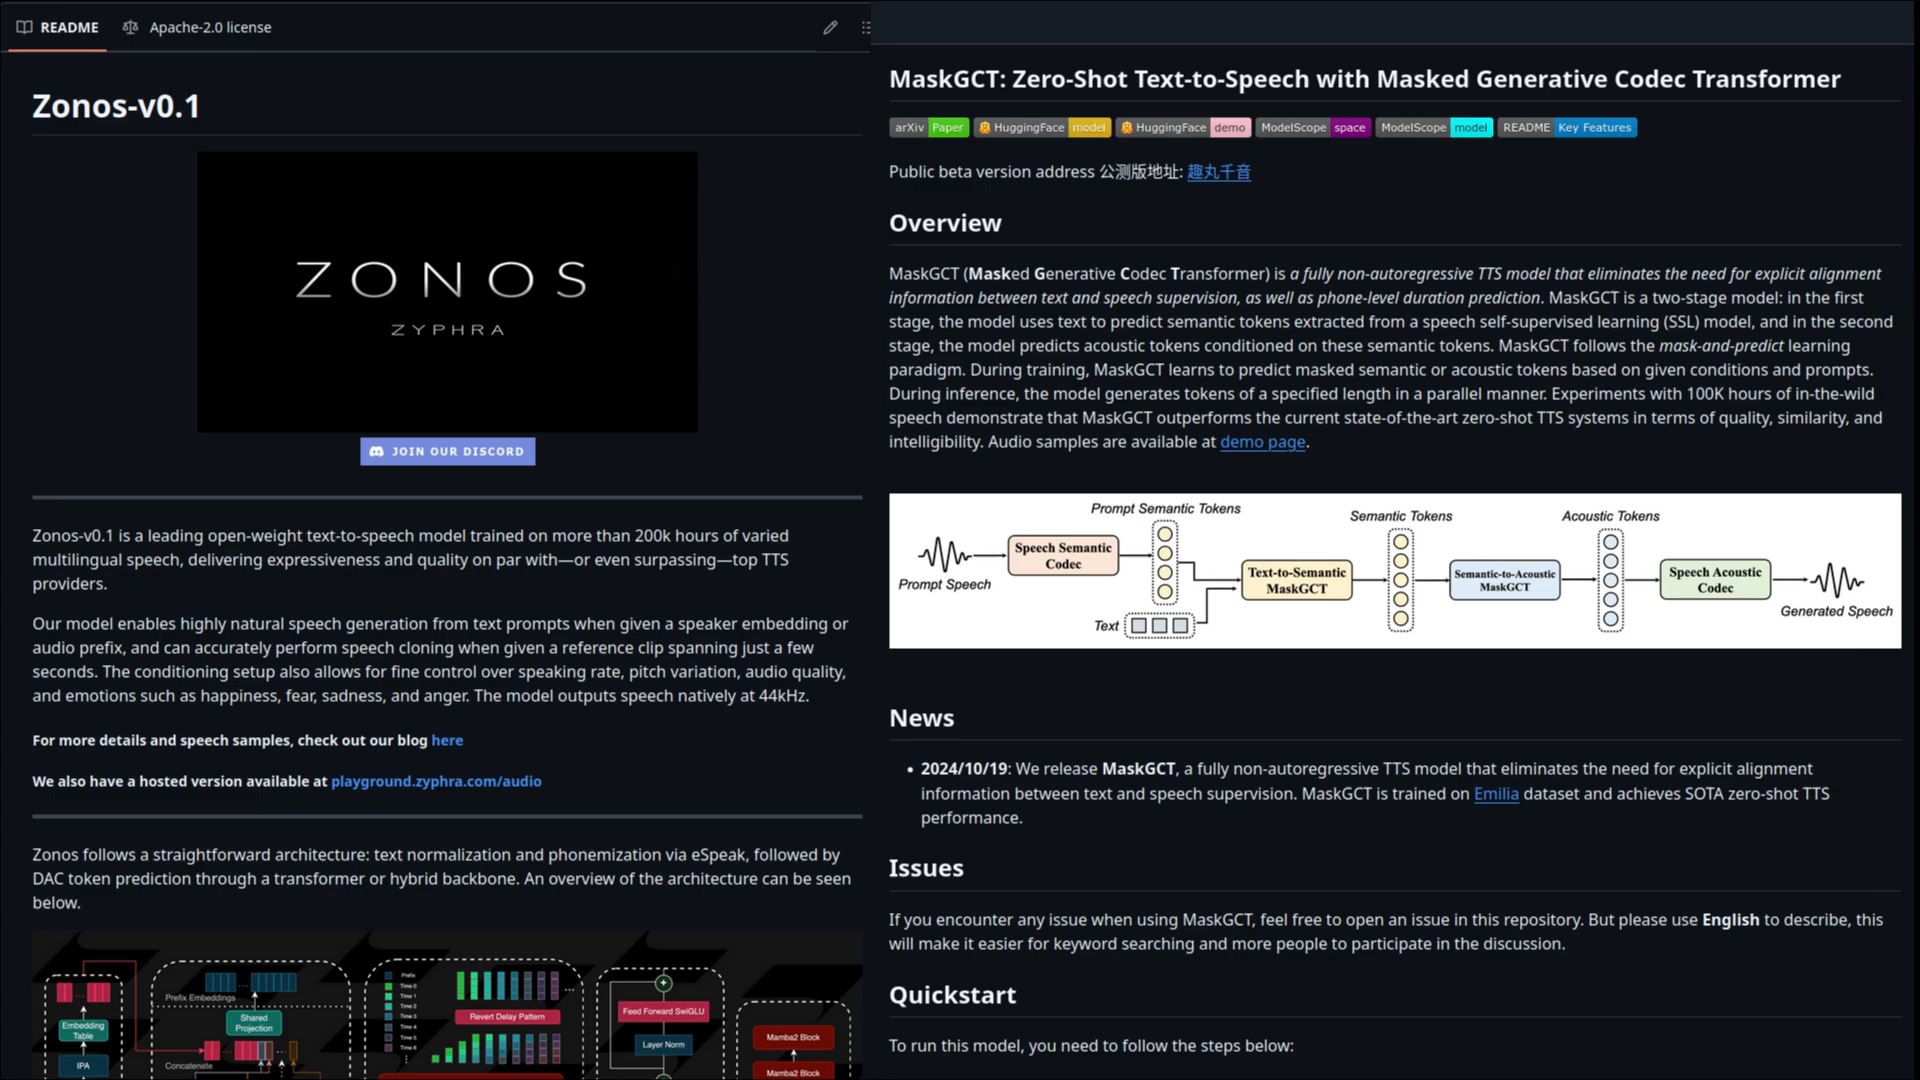 README
Apache-2.0 license
Zonos-v0.1
ZONOS
ZYPHRA
JOIN OUR DISCORD
Zonos-v0.1 is a leading open-weight text-to-speech model trained on more than 200k hours of varied
multilingual speech, delivering expressiveness and quality on par with—or even surpassing—top TTS
providers.
Our model enables highly natural speech generation from text prompts when given a speaker embedding or
audio prefix, and can accurately perform speech cloning when given a reference clip spanning just a few
seconds. The conditioning setup also allows for fine control over speaking rate, pitch variation, audio quality,
and emotions such as happiness, fear, sadness, and anger. The model outputs speech natively at 44kHz.
For more details and speech samples, check out our blog here
We also have a hosted version available at playground.zyphra.com/audio
Zonos follows a straightforward architecture: text normalization and phonemization via eSpeak, followed by
DAC token prediction through a transformer or hybrid backbone. An overview of the architecture can be seen
below.
Embedding
Table
IPA
Prefix Embeddings
Shared
Projection
Concatenate
Prefix
Time 0
Time 1
Time 2
Time 3
Time 4
Time 5
Time 6
Revert Delay Pattern
Feed Forward SwiGLU
Layer Norm
Mamba2 Block
Mamba2 Block
MaskGCT: Zero-Shot Text-to-Speech with Masked Generative Codec Transformer
arXiv Paper
HuggingFace model
HuggingFace demo
ModelScope space
ModelScope model
README Key Features
Public beta version address 公测版地址: 趣丸千音
Overview
MaskGCT (Masked Generative Codec Transformer) is a fully non-autoregressive TTS model that eliminates the need for explicit alignment
information between text and speech supervision, as well as phone-level duration prediction. MaskGCT is a two-stage model: in the first
stage, the model uses text to predict semantic tokens extracted from a speech self-supervised learning (SSL) model, and in the second
stage, the model predicts acoustic tokens conditioned on these semantic tokens. MaskGCT follows the mask-and-predict learning
paradigm. During training, MaskGCT learns to predict masked semantic or acoustic tokens based on given conditions and prompts.
During inference, the model generates tokens of a specified length in a parallel manner. Experiments with 100K hours of in-the-wild
speech demonstrate that MaskGCT outperforms the current state-of-the-art zero-shot TTS systems in terms of quality, similarity, and
intelligibility. Audio samples are available at demo page.
Prompt Speech
Speech Semantic
Codec
Prompt Semantic Tokens
Text
Text-to-Semantic
MaskGCT
Semantic Tokens
Semantic-to-Acoustic
MaskGCT
Acoustic Tokens
Speech Acoustic
Codec
Generated Speech
News
• 2024/10/19: We release MaskGCT, a fully non-autoregressive TTS model that eliminates the need for explicit alignment
information between text and speech supervision. MaskGCT is trained on Emilia dataset and achieves SOTA zero-shot TTS
performance.
Issues
If you encounter any issue when using MaskGCT, feel free to open an issue in this repository. But please use English to describe, this
will make it easier for keyword searching and more people to participate in the discussion.
Quickstart
To run this model, you need to follow the steps below: